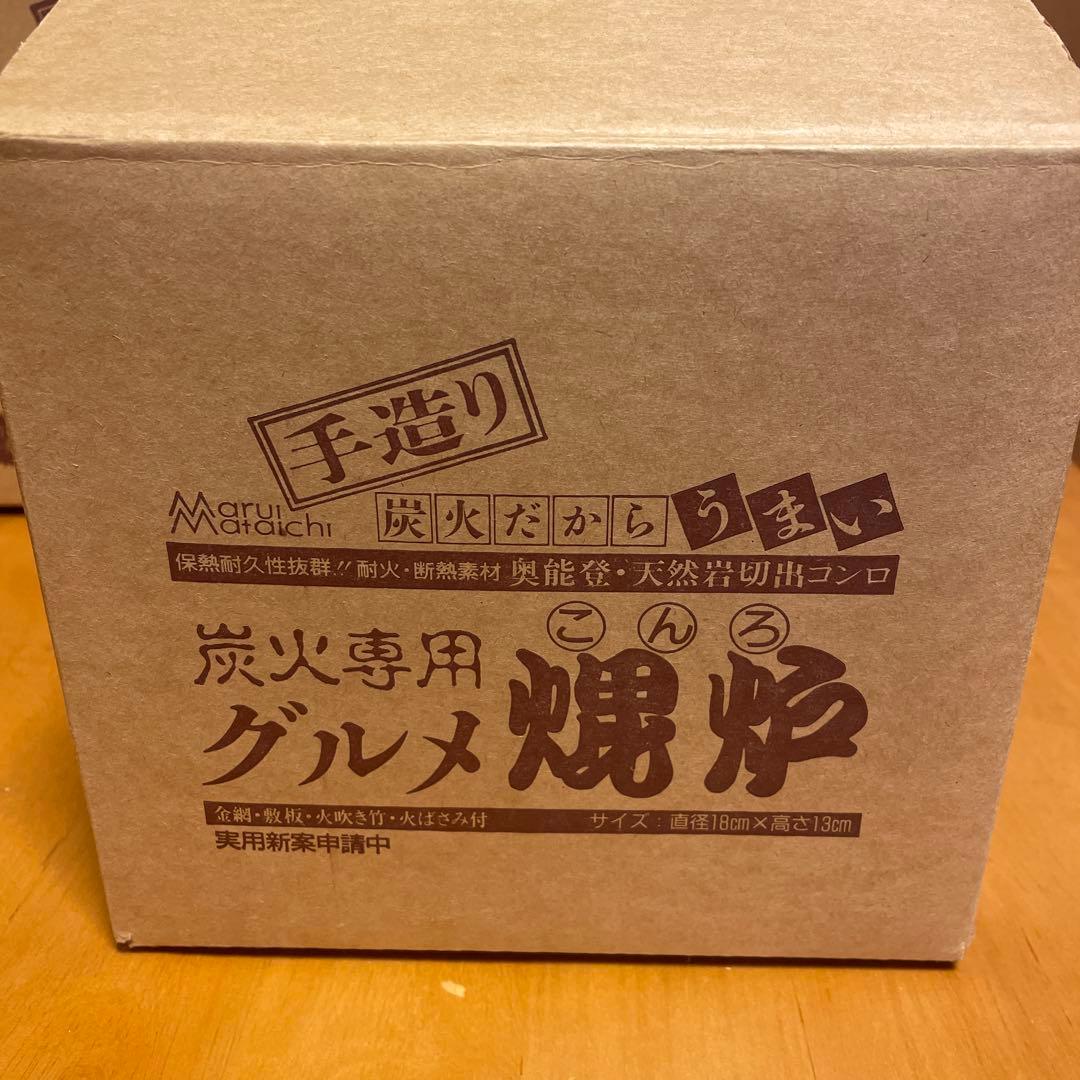 手造り
Marui
Mataichi
炭火だからうまい
保熱耐久性抜群!! 耐火・断熱素材 奥能登・天然岩切出コンロ
炭火専用
こんろ
グルメ焜炉
金網・敷板・火吹き竹・火ばさみ付
サイズ：直径18cm×高さ13cm
実用新案申請中